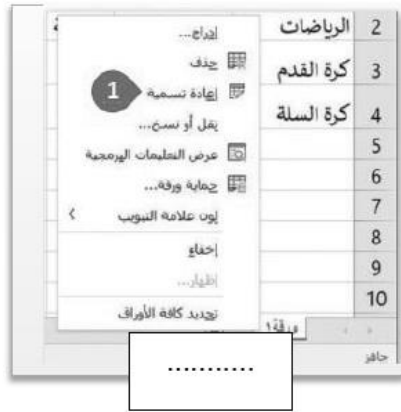 إدراج...
حذف
إعادة تسمية
1
نقل أو نسخ...
عرض التعليمات البرمجية
حماية ورقة...
لون علامة التبويب
إخفاء
إظهار...
تحديد كافة الأوراق
2 الرياضات
3 كرة القدم
4 كرة السلة
5
6
7
8
9
10
ورقة1
جاهز
...........